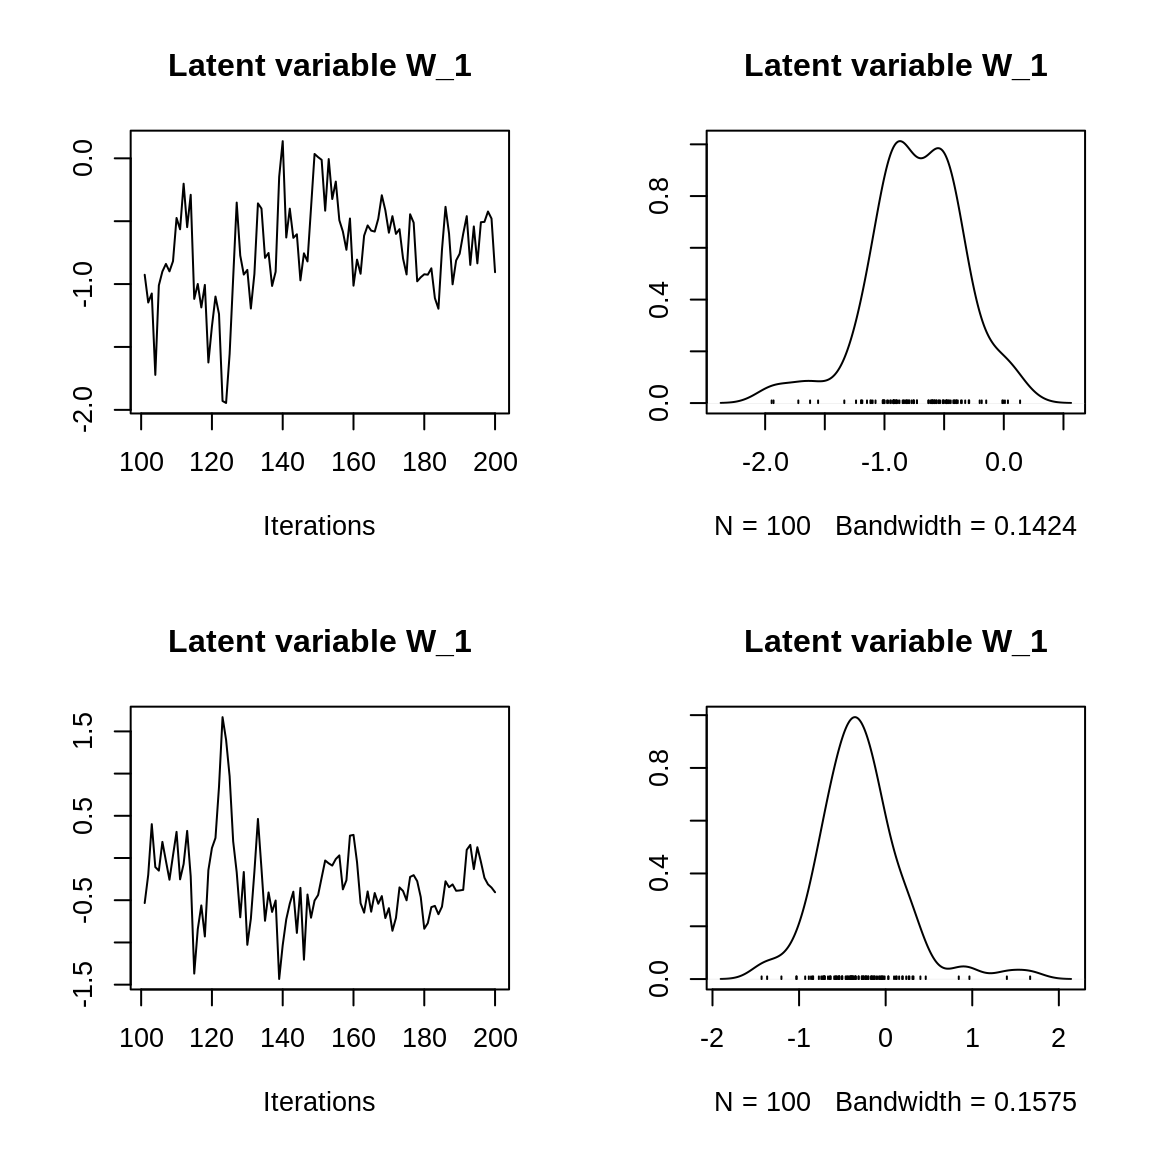 Latent variable W_1
0.0
-1.0
-2.0
100 120 140 160 180 200
Iterations
Latent variable W_1
0.8
0.4
0.0
-2.0 -1.0 0.0
N = 100 Bandwidth = 0.1424
Latent variable W_1
1.5
0.5
-0.5
-1.5
100 120 140 160 180 200
Iterations
Latent variable W_1
0.8
0.4
0.0
-2 -1 0 1 2
N = 100 Bandwidth = 0.1575